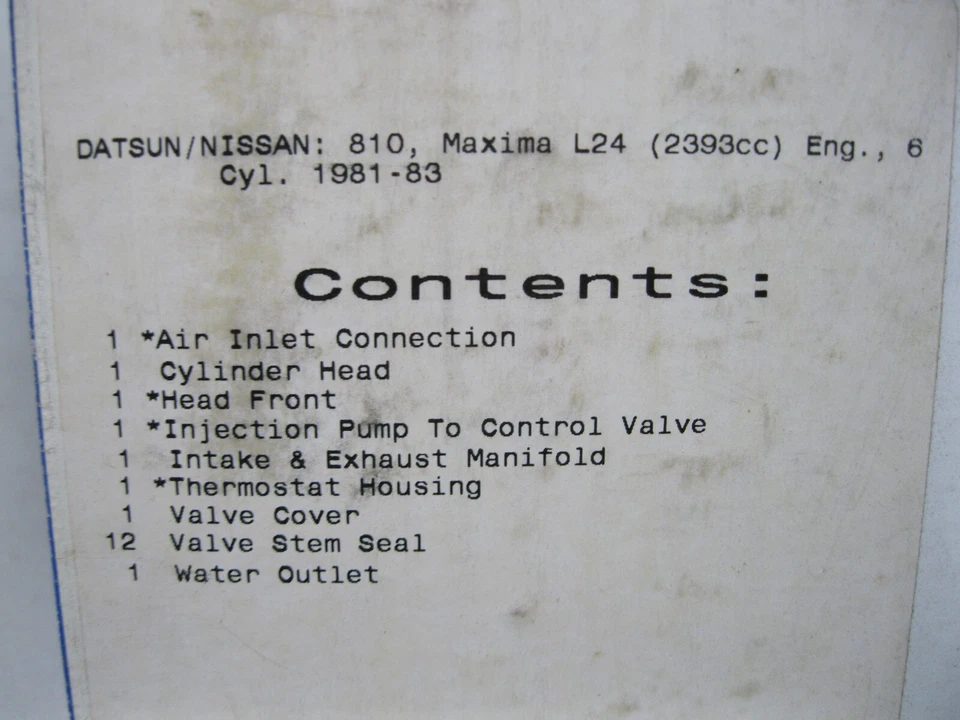 DATSUN/NISSAN: 810, Maxima L24 (2393cc) Eng., 6
Cyl. 1981-83
Contents:
1 *Air Inlet Connection
1 Cylinder Head
1 *Head Front
1 *Injection Pump To Control Valve
1 Intake & Exhaust Manifold
1 *Thermostat Housing
1 Valve Cover
12 Valve Stem Seal
1 Water Outlet